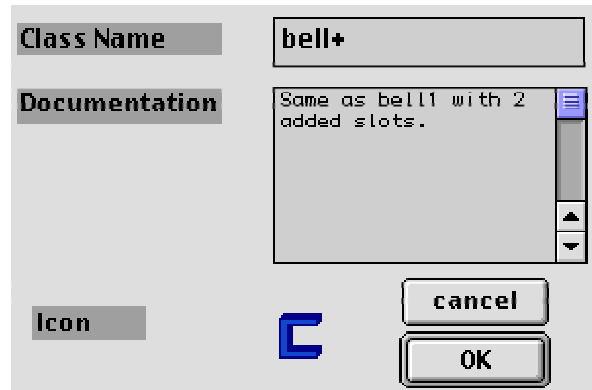 Class Name
bell+
Documentation
Same as bell1 with 2
added slots.
Icon
cancel
OK